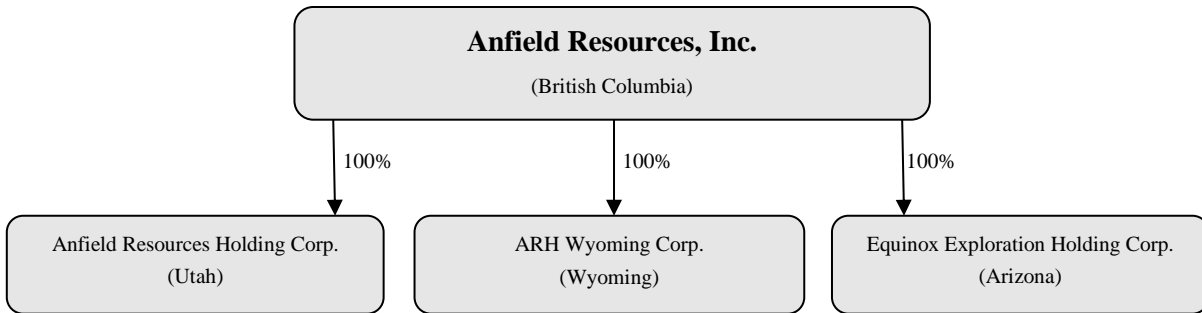 Anfield Resources, Inc.
(British Columbia)
100%
100%
100%
Anfield Resources Holding Corp.
(Utah)
ARH Wyoming Corp.
(Wyoming)
Equinox Exploration Holding Corp.
(Arizona)